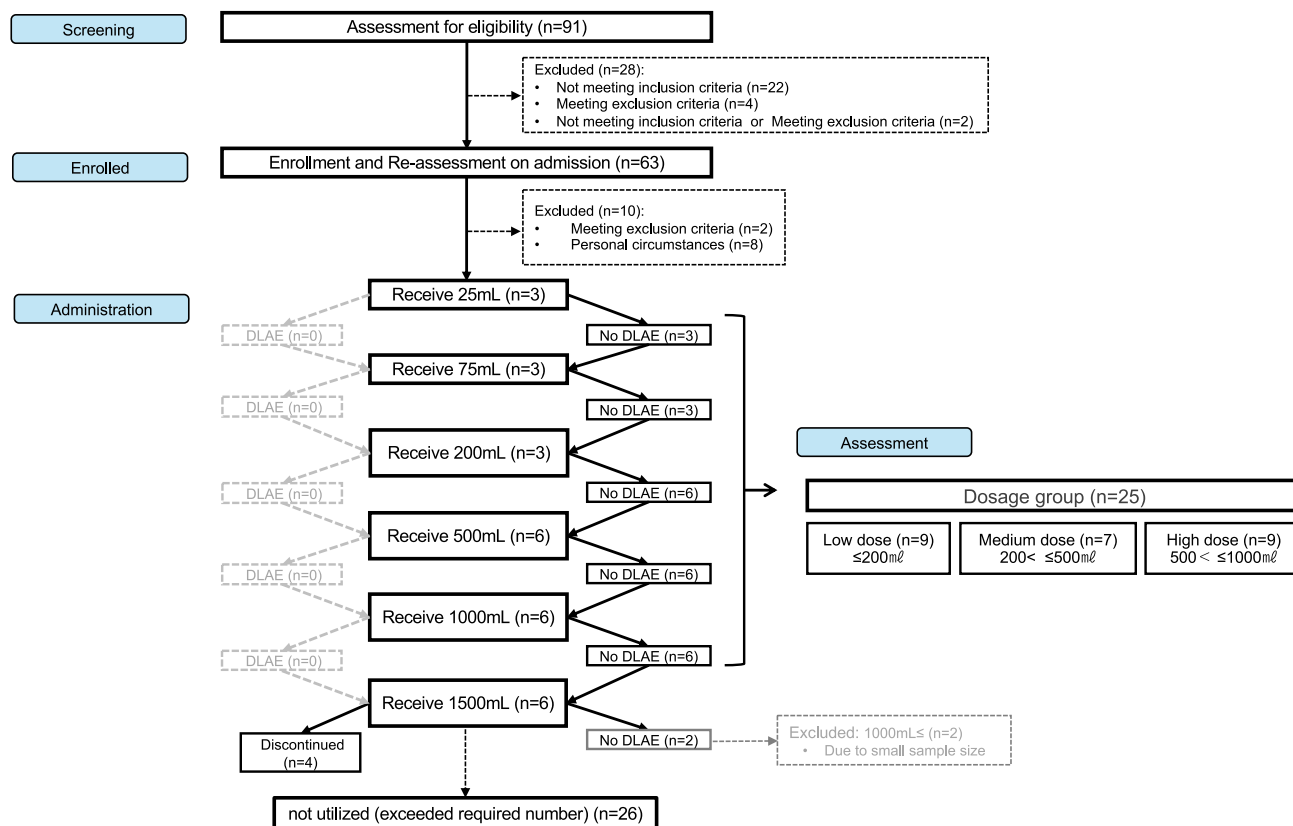 Screening
Assessment for eligibility (n=91)
Excluded (n=28):
• Not meeting inclusion criteria (n=22)
• Meeting exclusion criteria (n=4)
• Not meeting inclusion criteria or Meeting exclusion criteria (n=2)
Enrolled
Enrollment and Re-assessment on admission (n=63)
Excluded (n=10):
• Meeting exclusion criteria (n=2)
• Personal circumstances (n=8)
Administration
Receive 25mL (n=3)
DLAE (n=0)
No DLAE (n=3)
Receive 75mL (n=3)
DLAE (n=0)
No DLAE (n=3)
Receive 200mL (n=3)
DLAE (n=0)
No DLAE (n=6)
Receive 500mL (n=6)
DLAE (n=0)
No DLAE (n=6)
Receive 1000mL (n=6)
DLAE (n=0)
No DLAE (n=6)
Receive 1500mL (n=6)
Discontinued
(n=4)
No DLAE (n=2)
Excluded: 1000mL≤ (n=2)
• Due to small sample size
not utilized (exceeded required number) (n=26)
Assessment
Dosage group (n=25)
Low dose (n=9)
≤200㎖
Medium dose (n=7)
200< ≤500㎖
High dose (n=9)
500< ≤1000㎖